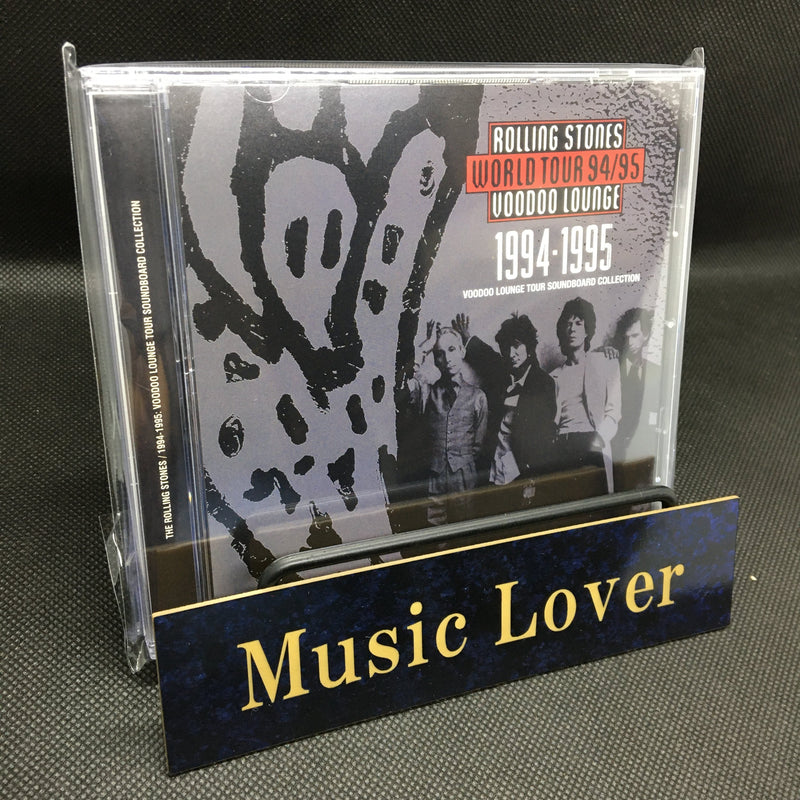 ROLLING STONES
WORLD TOUR 94/95
VOODOO LOUNGE
1994-1995
VOODOO LOUNGE TOUR SOUNDBOARD COLLECTION
THE ROLLING STONES / 1994-1995: VOODOO LOUNGE TOUR SOUNDBOARD COLLECTION
Music Lover